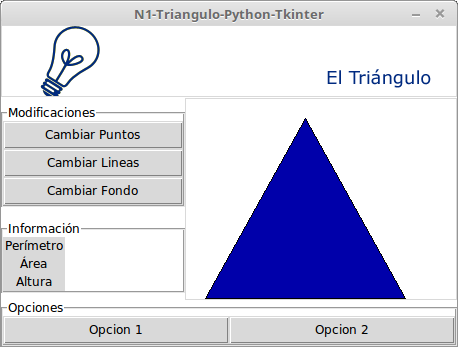 N1-Triangulo-Python-Tkinter
El Triángulo
Modificaciones
Cambiar Puntos
Cambiar Lineas
Cambiar Fondo
Información
Perímetro
Área
Altura
Opciones
Opcion 1
Opcion 2